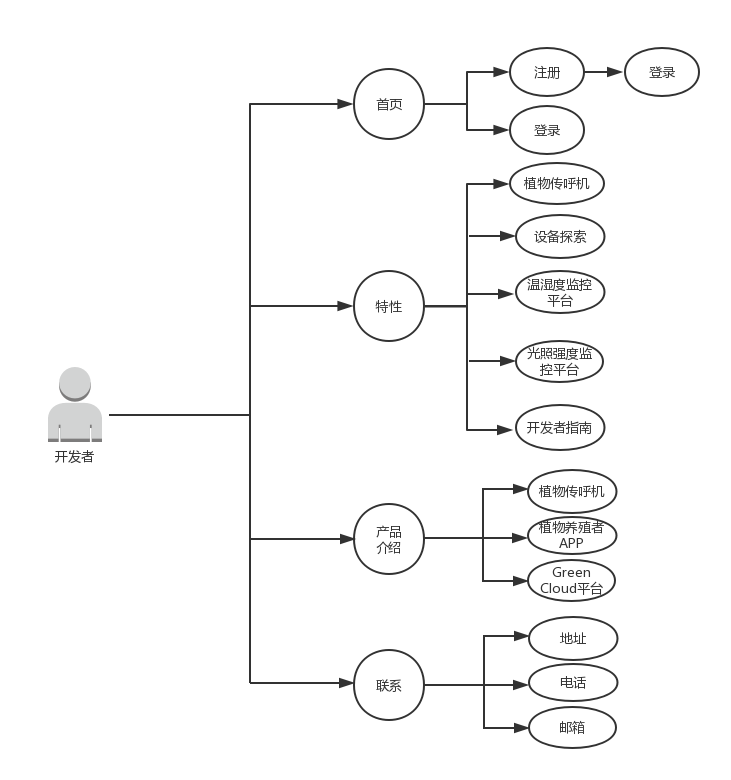 开发者
首页
注册
登录
登录
特性
植物传呼机
设备探索
温湿度监控
平台
光照强度监
控平台
开发者指南
产品
介绍
植物传呼机
植物养殖者
APP
Green
Cloud平台
联系
地址
电话
邮箱